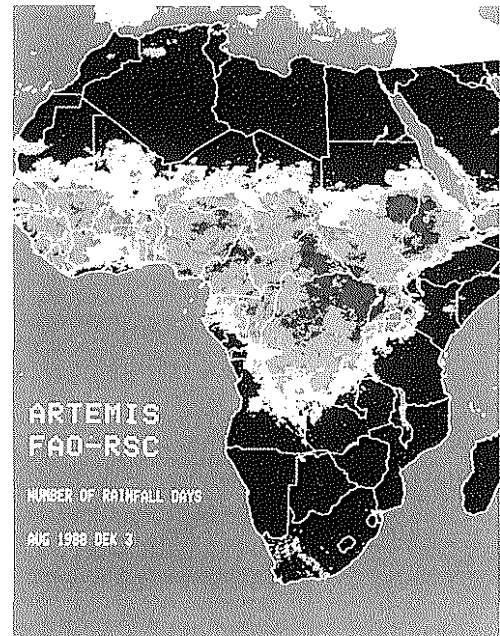 ARTEMIS
FAO-RSC
NUMBER OF RAINFALL DAYS
AUG 1988 DEK 3